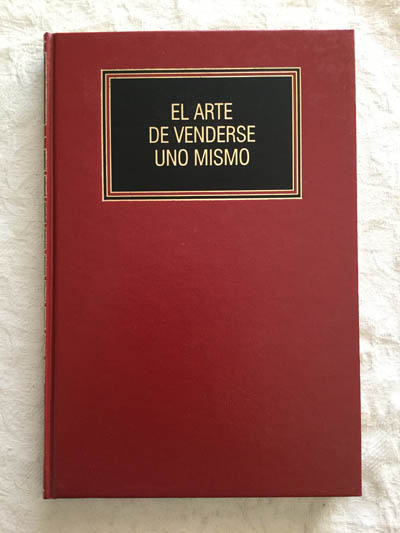 EL ARTE
DE VENDERSE
UNO MISMO